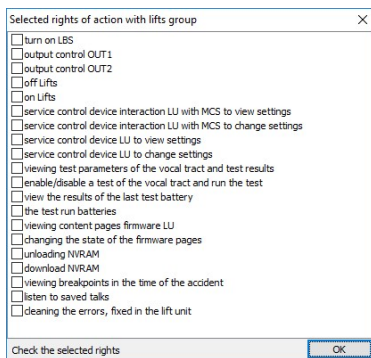 Selected rights of action with lifts group
turn on LBS
output control OUT1
output control OUT2
off Lifts
on Lifts
service control device interaction LU with MCS to view settings
service control device interaction LU with MCS to change settings
service control device LU to view settings
service control device LU to change settings
viewing test parameters of the vocal tract and test results
enable/disable a test of the vocal tract and run the test
view the results of the last test battery
the test run batteries
viewing content pages firmware LU
changing the state of the firmware pages
unloading NVRAM
download NVRAM
viewing breakpoints in the time of the accident
listen to saved talks
cleaning the errors, fixed in the lift unit
Check the selected rights
OK